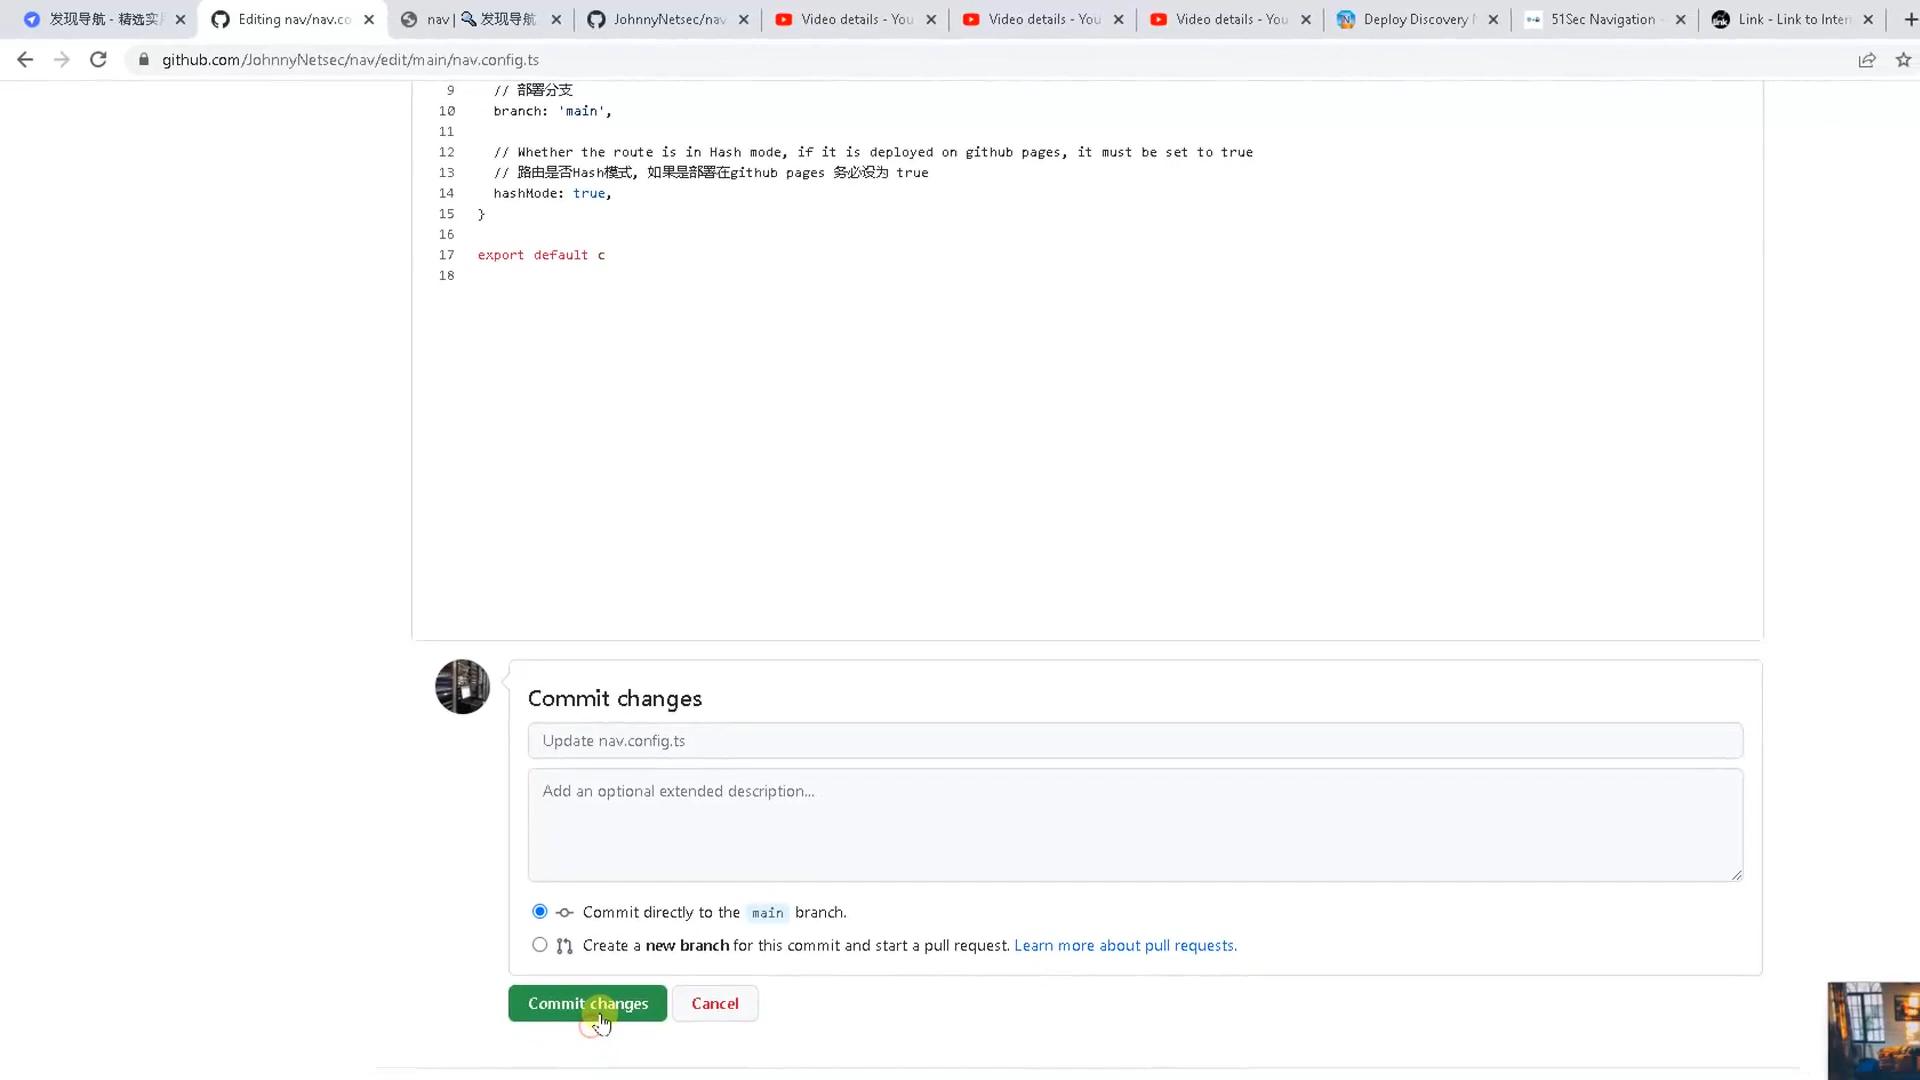 发现导航 - 精选实
Editing nav/nav.co
nav | 🔍 发现导航
JohnnyNetsec/nav
Video details - You
Video details - You
Video details - You
Deploy Discovery
51Sec Navigation
Link - Link to Inter
github.com/JohnnyNetsec/nav/edit/main/nav.config.ts
9 // 部署分支
10 branch: 'main',
11
12 // Whether the route is in Hash mode, if it is deployed on github pages, it must be set to true
13 // 路由是否Hash模式, 如果是部署在github pages 务必设为 true
14 hashMode: true,
15 }
16
17 export default c
18
Commit changes
Update nav.config.ts
Add an optional extended description...
Commit directly to the main branch.
Create a new branch for this commit and start a pull request. Learn more about pull requests.
Commit changes
Cancel